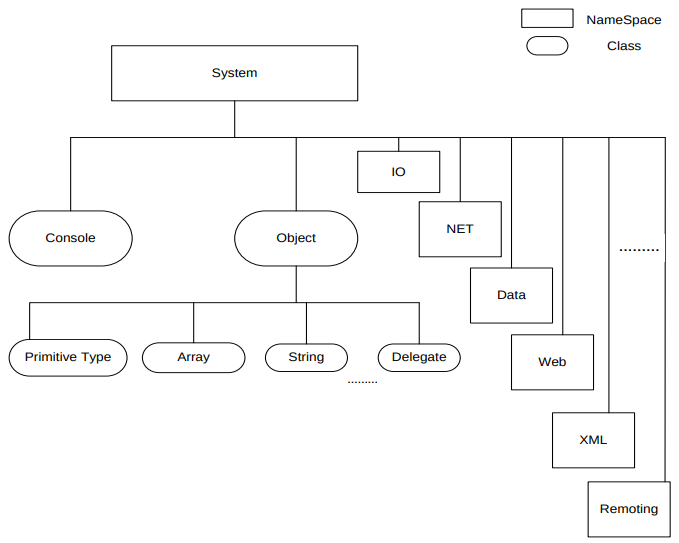 NameSpace
Class
System
IO
NET
Console
Object
.........
Data
Primitive Type
Array
String
Delegate
.........
Web
XML
Remoting